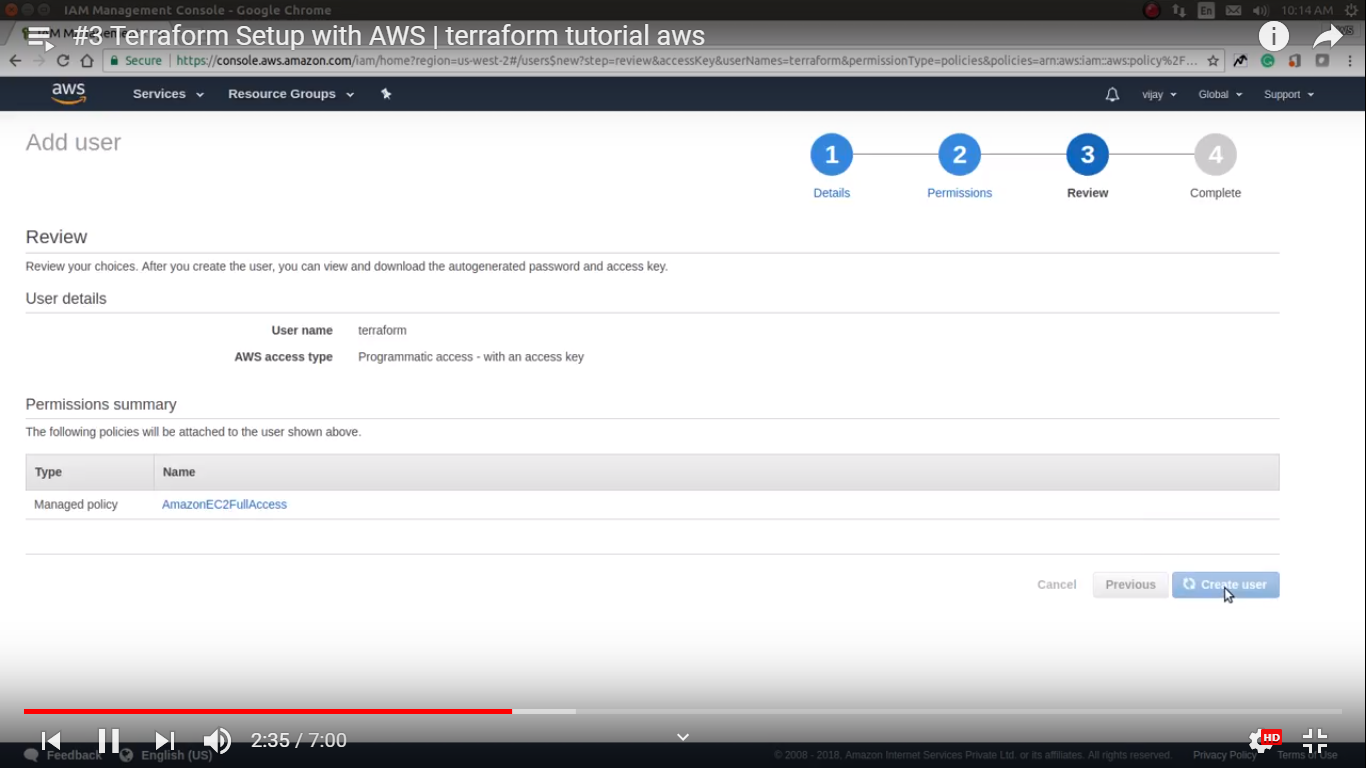 IAM Management Console - Google Chrome
En
10:14 AM
#3 Terraform Setup with AWS | terraform tutorial aws
Secure | https://console.aws.amazon.com/iam/home?region=us-west-2#/users$new?step=review&accessKey&userNames=terraform&permissionType=policies&policies=arn:aws:iam::aws:policy%2F...
aws
Services
Resource Groups
vijay
Global
Support
Add user
1
2
3
4
Details
Permissions
Review
Complete
Review
Review your choices. After you create the user, you can view and download the autogenerated password and access key.
User details
User name terraform
AWS access type Programmatic access - with an access key
Permissions summary
The following policies will be attached to the user shown above.
Type Name
Managed policy AmazonEC2FullAccess
Cancel
Previous
Create user
2:35 / 7:00
HD
Feedback
English (US)
© 2008 - 2018, Amazon Internet Services Private Ltd. or its affiliates. All rights reserved.
Privacy Policy
Terms of Use